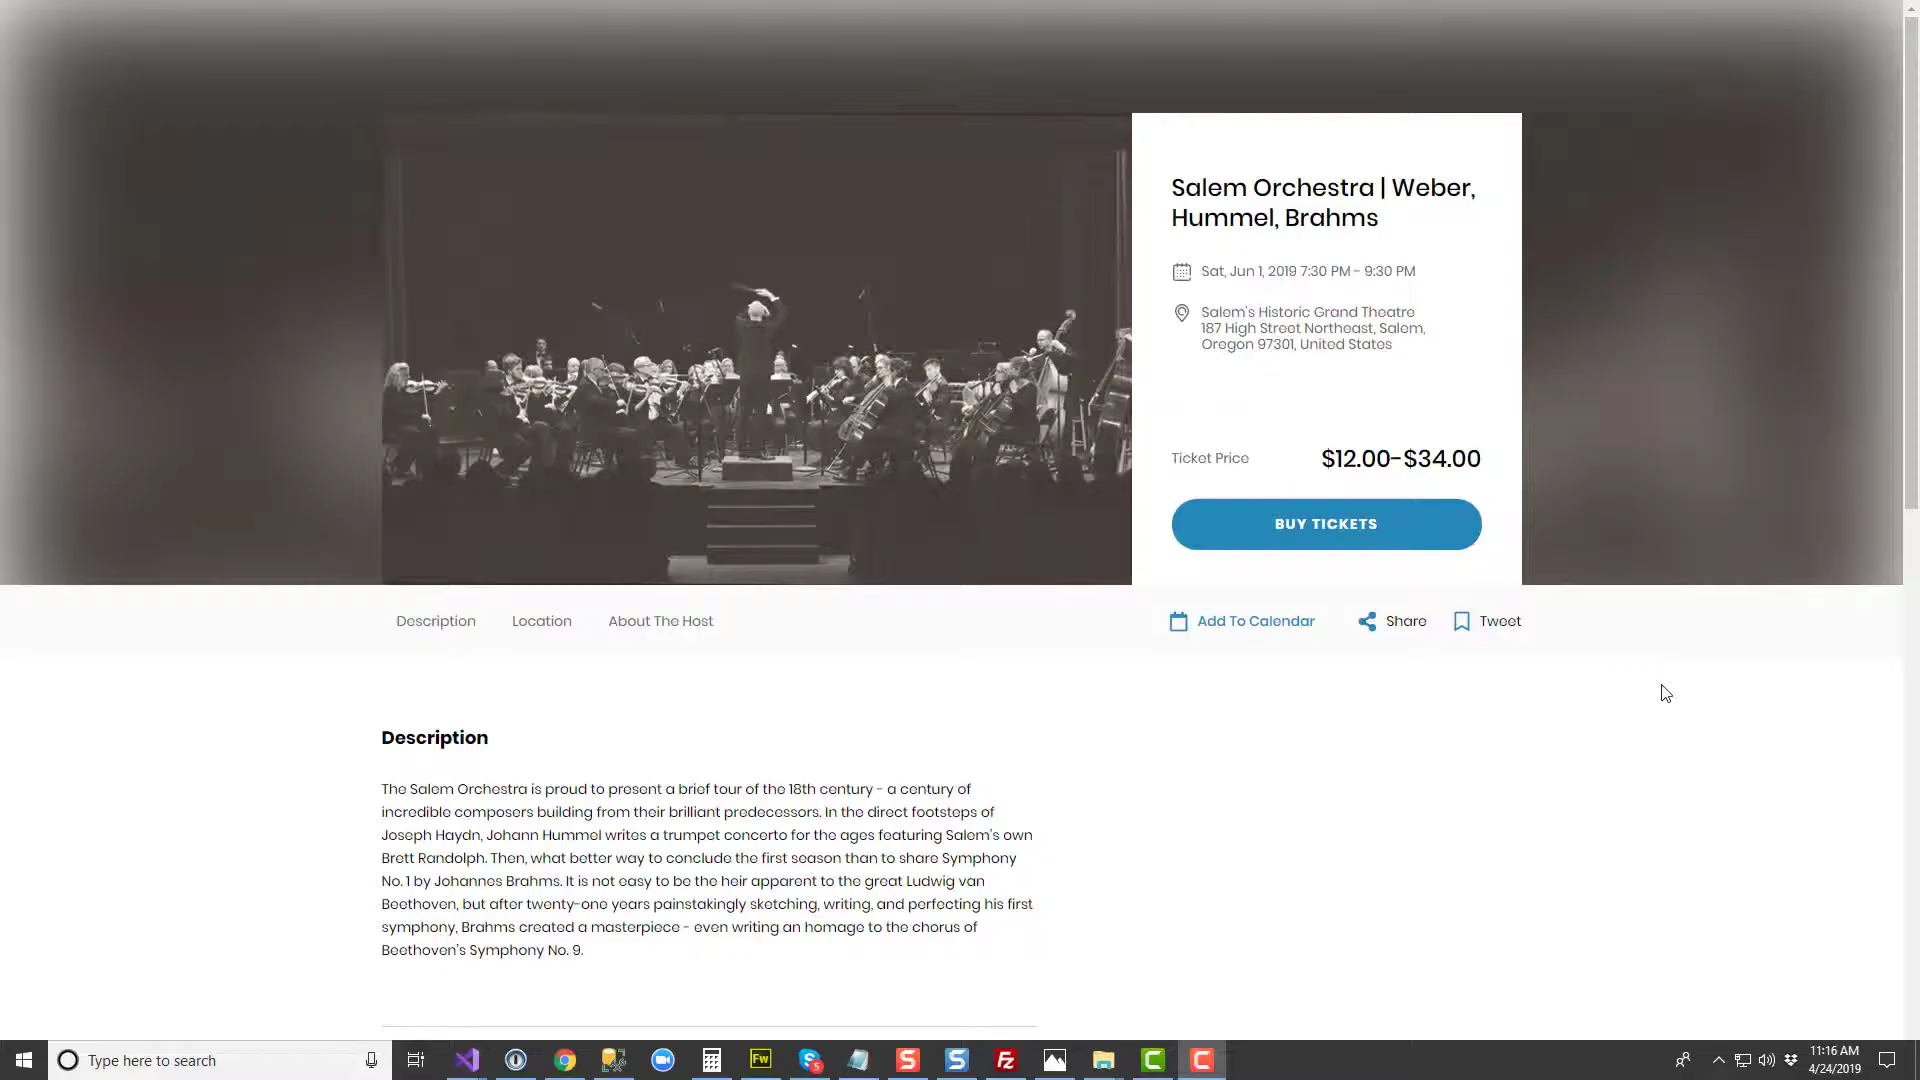 Salem Orchestra | Weber,
Hummel, Brahms
Sat, Jun 1, 2019 7:30 PM - 9:30 PM
Salem's Historic Grand Theatre
187 High Street Northeast, Salem,
Oregon 97301, United States
Ticket Price $12.00-$34.00
BUY TICKETS
Description Location About The Host Add To Calendar Share Tweet
Description
The Salem Orchestra is proud to present a brief tour of the 18th century - a century of
incredible composers building from their brilliant predecessors. In the direct footsteps of
Joseph Haydn, Johann Hummel writes a trumpet concerto for the ages featuring Salem's own
Brett Randolph. Then, what better way to conclude the first season than to share Symphony
No. 1 by Johannes Brahms. It is not easy to be the heir apparent to the great Ludwig van
Beethoven, but after twenty-one years painstakingly sketching, writing, and perfecting his first
symphony, Brahms created a masterpiece - even writing an homage to the chorus of
Beethoven's Symphony No. 9.
Type here to search
Fw
S
5
S
S
Fz
C
C
11:16 AM
4/24/2019